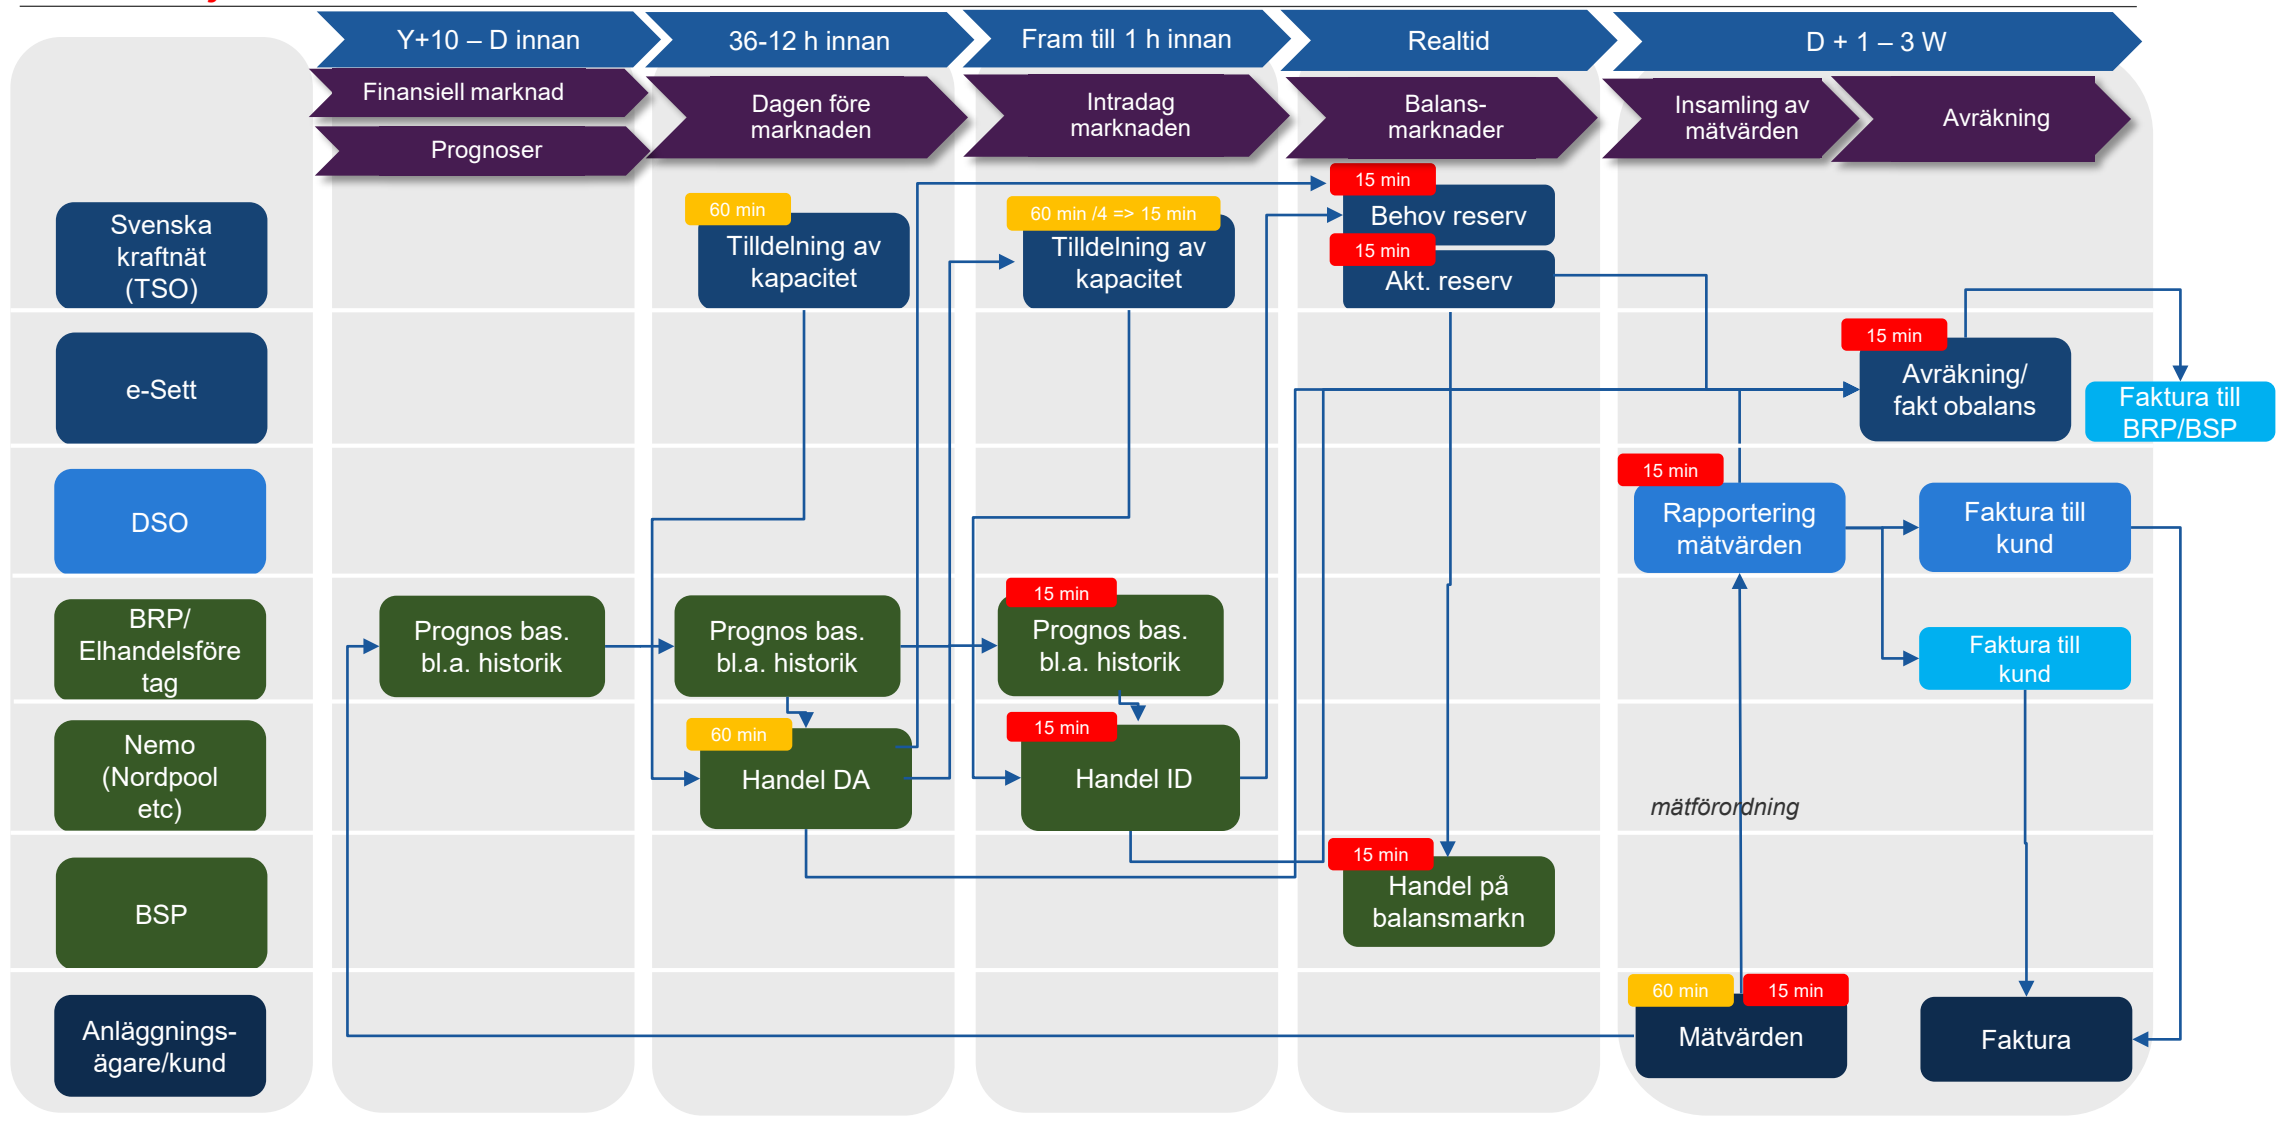 Y+10 – D innan
36-12 h innan
Fram till 1 h innan
Realtid
D + 1 – 3 W
Finansiell marknad
Prognoser
Dagen före
marknaden
Intradag
marknaden
Balans-
marknader
Insamling av
mätvärden
Avräkning
Svenska
kraftnät
(TSO)
60 min
Tilldelning av
kapacitet
60 min /4 => 15 min
Tilldelning av
kapacitet
15 min
Behov reserv
15 min
Akt. reserv
e-Sett
15 min
Avräkning/
fakt obalans
Faktura till
BRP/BSP
DSO
15 min
Rapportering
mätvärden
Faktura till
kund
BRP/
Elhandelsföre
tag
Prognos bas.
bl.a. historik
Prognos bas.
bl.a. historik
15 min
Prognos bas.
bl.a. historik
Faktura till
kund
Nemo
(Nordpool
etc)
60 min
Handel DA
15 min
Handel ID
mätförordning
BSP
15 min
Handel på
balansmarkn
Anläggnings-
ägare/kund
60 min
15 min
Mätvärden
Faktura